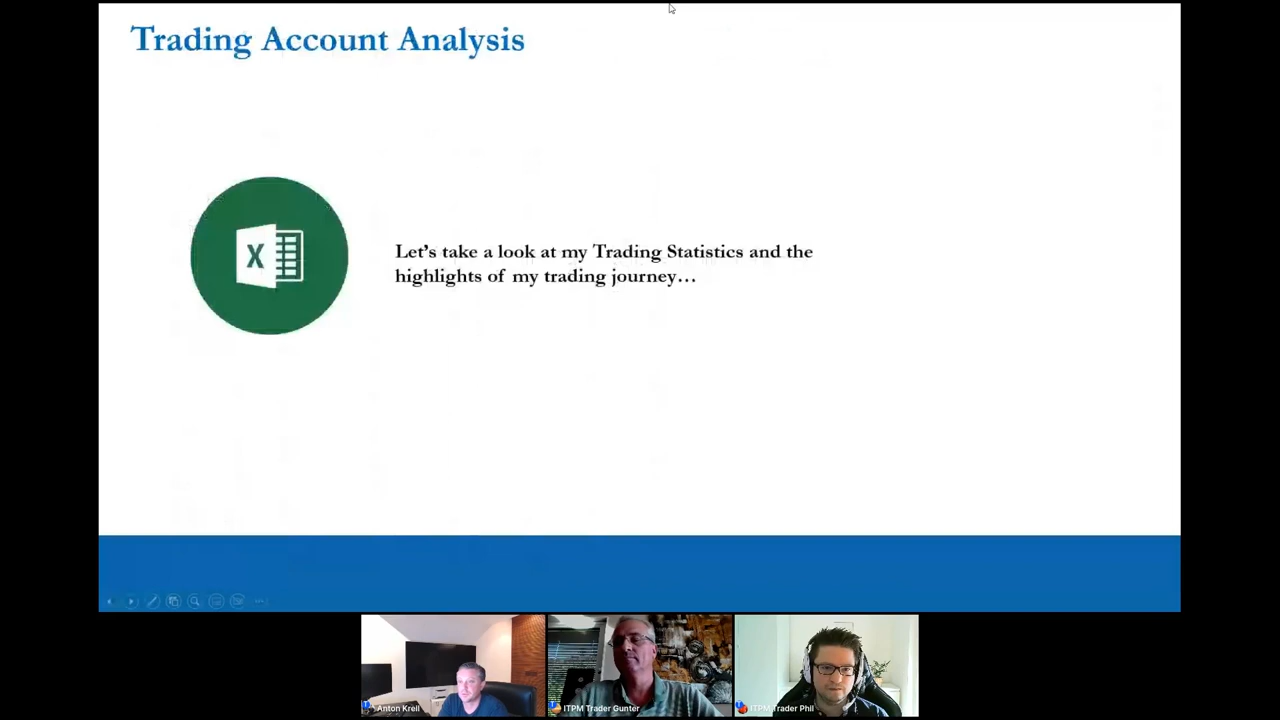 Trading Account Analysis
X
Let's take a look at my Trading Statistics and the
highlights of my trading journey...
Anton Kreil
ITPM Trader Gunter
ITPM Trader Phil